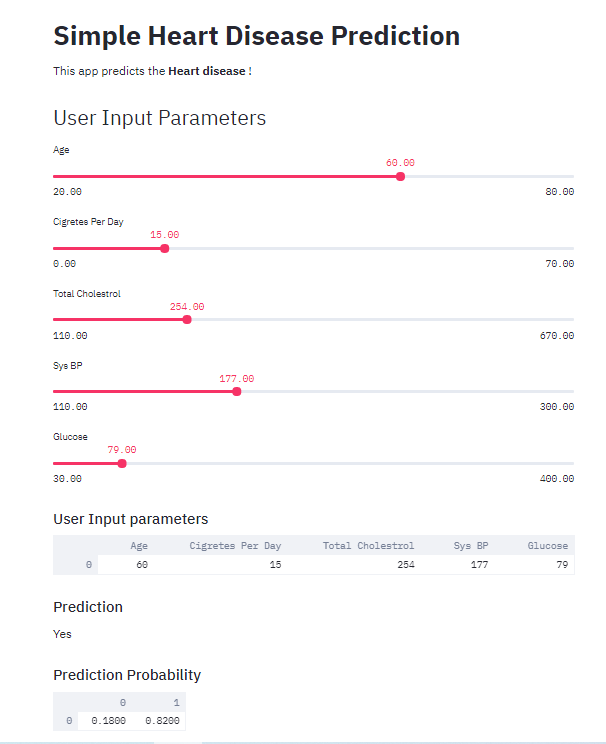 Simple Heart Disease Prediction
This app predicts the Heart disease !
User Input Parameters
Age
60.00
20.00 80.00
Cigretes Per Day
15.00
0.00 70.00
Total Cholestrol
254.00
110.00 670.00
Sys BP
177.00
110.00 300.00
Glucose
79.00
30.00 400.00
User Input parameters
Age Cigretes Per Day Total Cholestrol Sys BP Glucose
0 60 15 254 177 79
Prediction
Yes
Prediction Probability
0 1
0 0.1800 0.8200